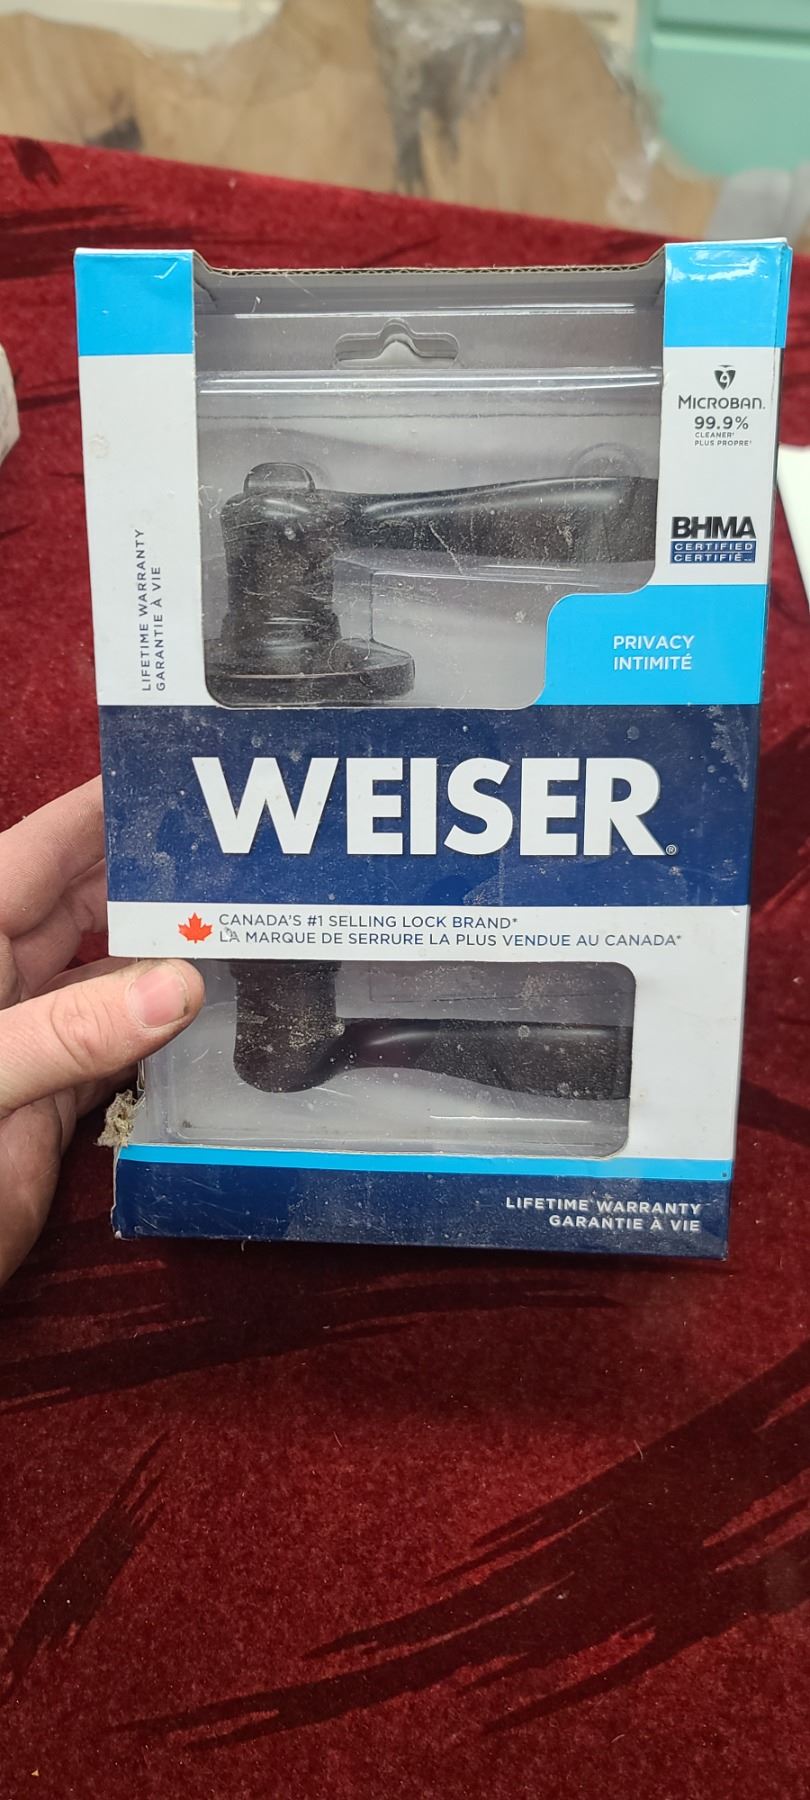 MICROBAN.
99.9%
CLEANER†
PLUS PROPRE†
BHMA
CERTIFIED
CERTIFIÉ
LIFETIME WARRANTY
GARANTIE À VIE
PRIVACY
INTIMITÉ
WEISER®
CANADA'S #1 SELLING LOCK BRAND*
LA MARQUE DE SERRURE LA PLUS VENDUE AU CANADA*
LIFETIME WARRANTY
GARANTIE À VIE